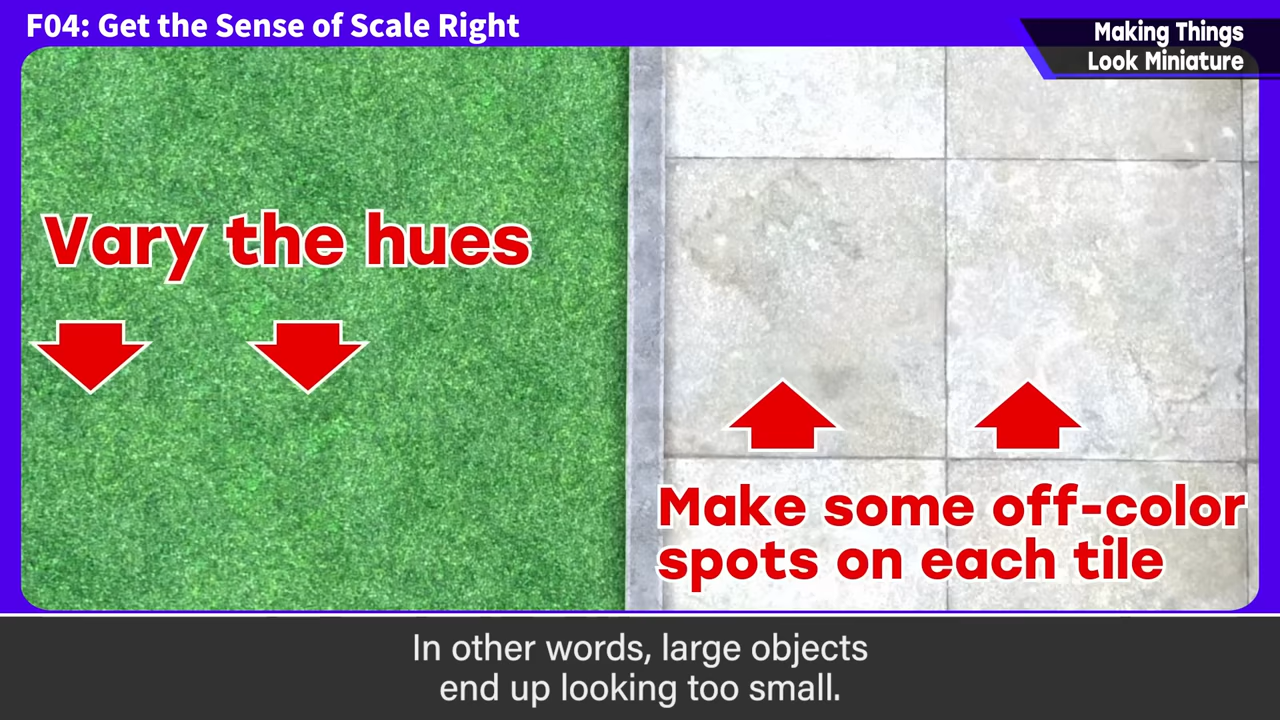 F04: Get the Sense of Scale Right
Making Things
Look Miniature
Vary the hues
Make some off-color
spots on each tile
In other words, large objects
end up looking too small.